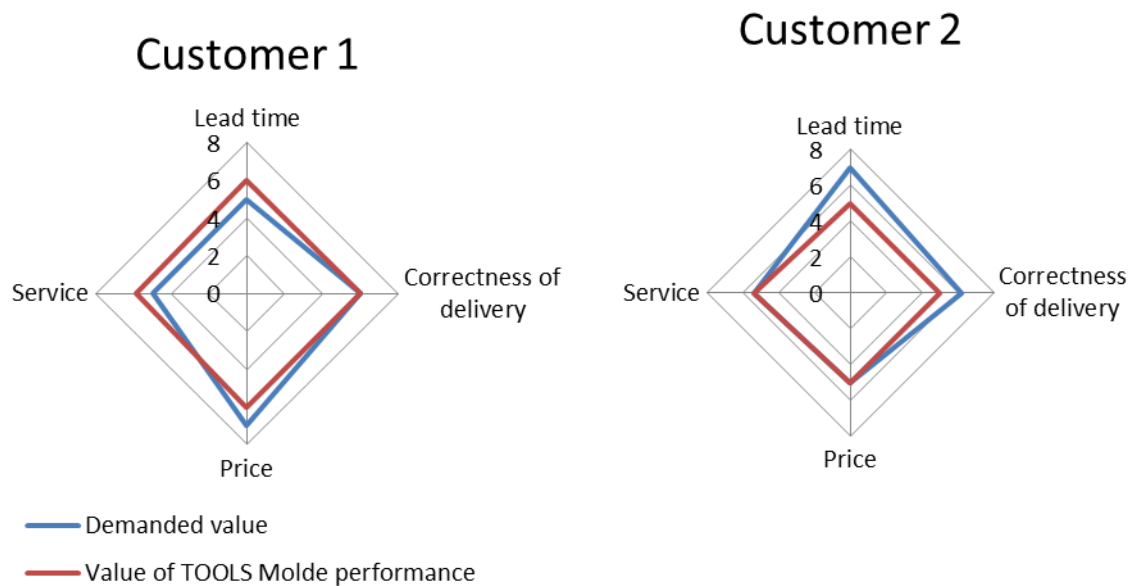 Customer 1
Lead time
8
6
4
2
0
Service
Correctness of
delivery
Price
Customer 2
Lead time
8
6
4
2
0
Service
Correctness
of delivery
Price
Demanded value
Value of TOOLS Molde performance